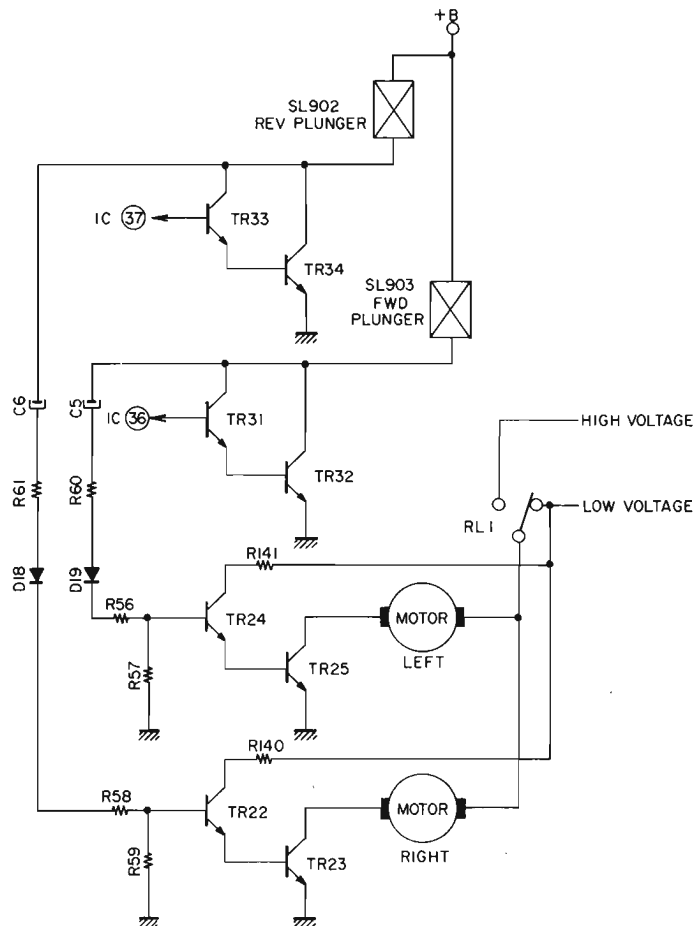 +B
SL902
REV PLUNGER
IC 37
TR33
TR34
SL903
FWD
PLUNGER
C6
C5
IC 36
TR31
TR32
HIGH VOLTAGE
R61
R60
RL1
LOW VOLTAGE
R141
D18
D19
R56
TR24
MOTOR
LEFT
R57
TR25
R140
R58
TR22
MOTOR
RIGHT
R59
TR23